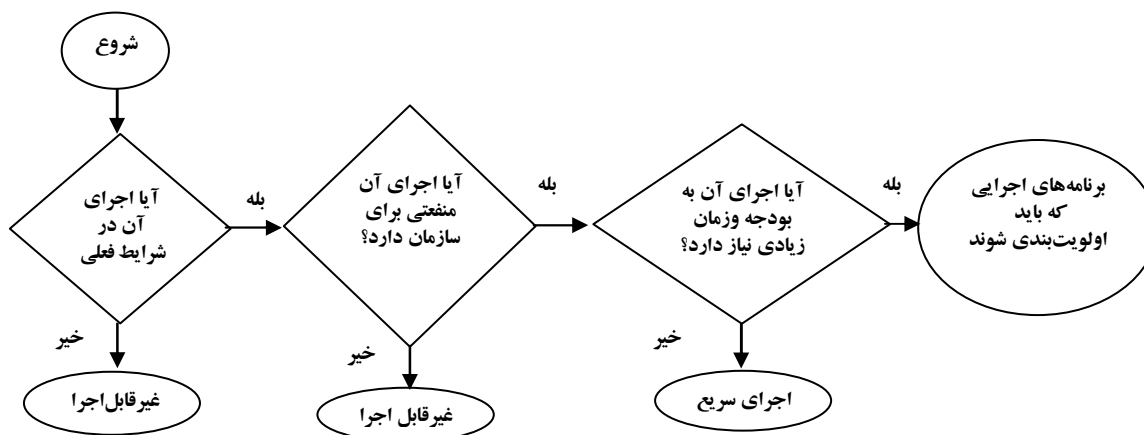 شروع
آیا اجرای
آن در
شرایط فعلی
بله
خیر
غیرقابل‌اجرا
آیا اجرای آن
منفعتی برای
سازمان دارد؟
بله
خیر
غیرقابل اجرا
آیا اجرای آن به
بودجه وزمان
زیادی نیاز دارد؟
بله
خیر
اجرای سریع
برنامه‌های اجرایی
که باید
اولویت‌بندی شوند